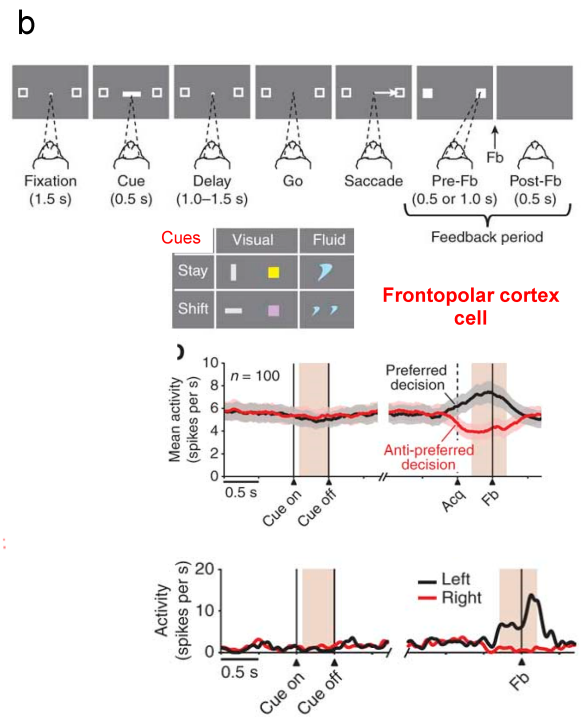 b
Fixation Cue Delay Go Saccade Pre-Fb Fb Post-Fb
(1.5 s) (0.5 s) (1.0–1.5 s) (0.5 or 1.0 s) (0.5 s)
Feedback period
Cues Visual Fluid
Stay
Shift
Frontopolar cortex
cell
10
8
6
4
2
0
Mean activity
(spikes per s)
n = 100
Preferred
decision
Anti-preferred
decision
0.5 s
Cue on
Cue off
Acq
Fb
:
20
10
0
Activity
(spikes per s)
Left
Right
0.5 s
Cue on
Cue off
Fb